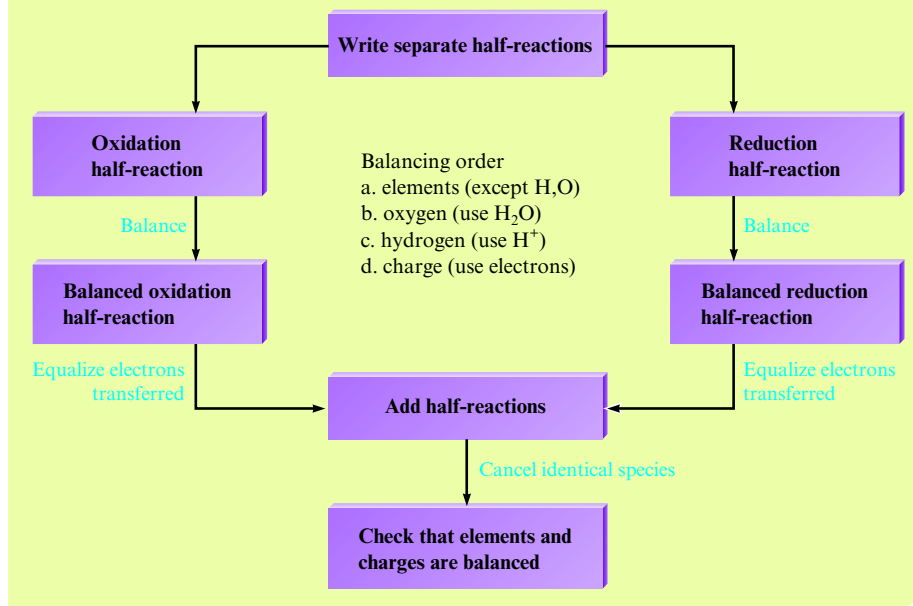 Write separate half-reactions
Oxidation
half-reaction
Reduction
half-reaction
Balancing order
a. elements (except H,O)
b. oxygen (use H₂O)
c. hydrogen (use H⁺)
d. charge (use electrons)
Balance
Balance
Balanced oxidation
half-reaction
Balanced reduction
half-reaction
Equalize electrons
transferred
Equalize electrons
transferred
Add half-reactions
Cancel identical species
Check that elements and
charges are balanced